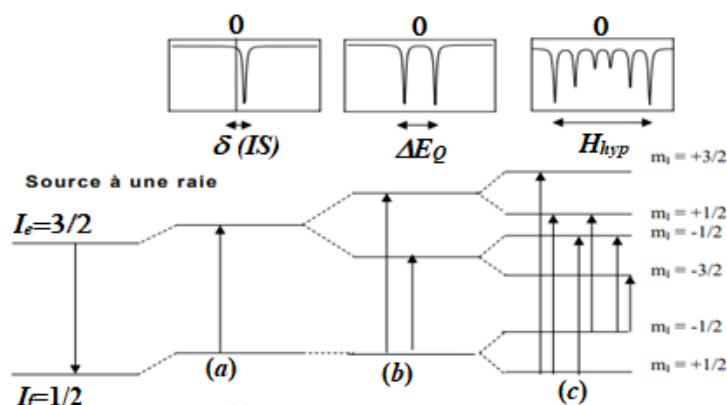 0 0 0
δ (IS) ΔE_Q H_hyp
m_I = +3/2
Source à une raie
I_e=3/2
m_I = +1/2
m_I = -1/2
m_I = -3/2
m_I = -1/2
(a) (b) (c)
m_I = +1/2
I_f=1/2